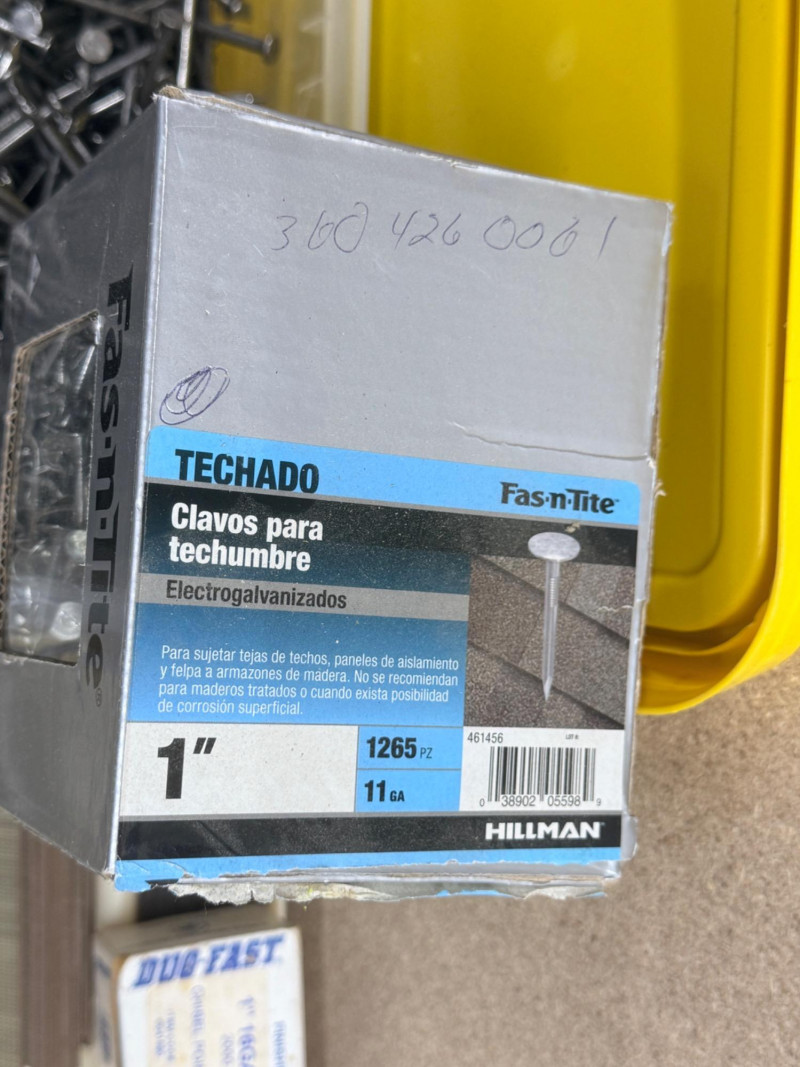 360 426 0061
TECHADO
Fas·n·Tite™
Clavos para
techumbre
Electrogalvanizados
Para sujetar tejas de techos, paneles de aislamiento
y felpa a armazones de madera. No se recomiendan
para maderos tratados o cuando exista posibilidad
de corrosión superficial.
1"
1265 PZ
11 GA
461456
0 38902 05598 9
HILLMAN
Fas·n·Tite®
DUO-FAST